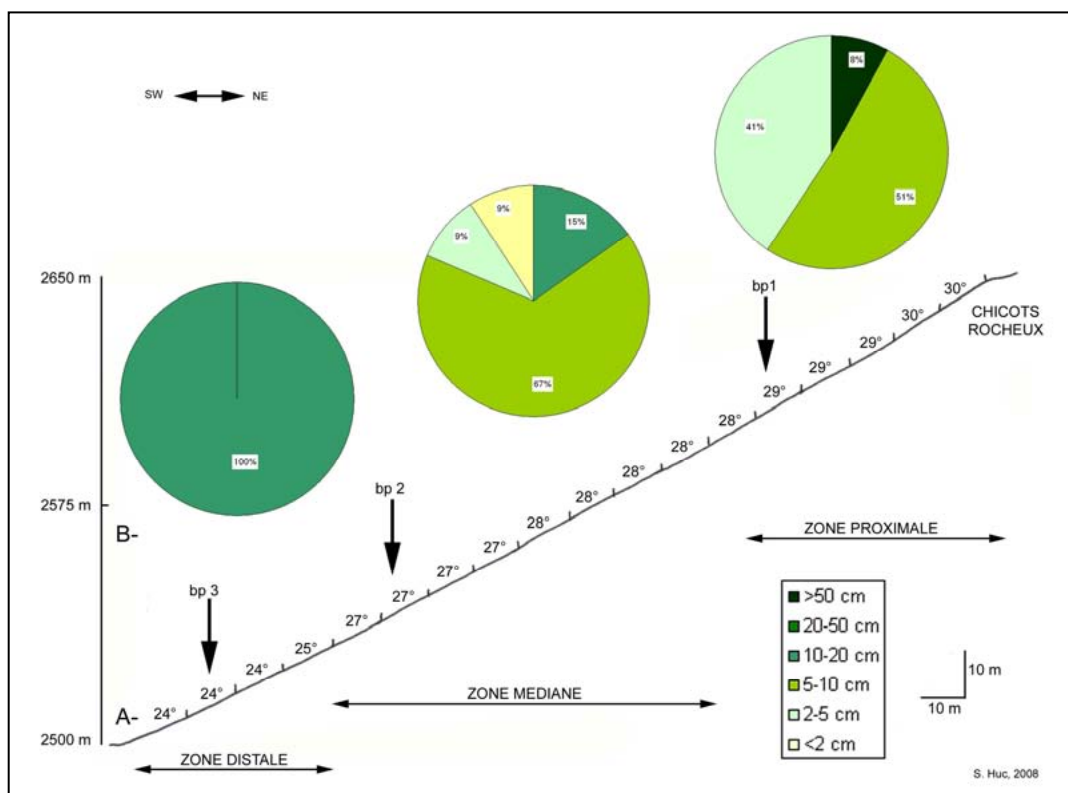 SW NE
8%
41%
51%
9%
15%
9%
67%
100%
2650 m
bp1
30°
30°
CHICOTS
ROCHEUX
29°
29°
29°
28°
28°
28°
28°
28°
2575 m
B-
bp 2
27°
27°
27°
27°
ZONE PROXIMALE
bp 3
25°
24°
24°
24°
A-
ZONE MEDIANE
2500 m
ZONE DISTALE
>50 cm
20-50 cm
10-20 cm
5-10 cm
2-5 cm
<2 cm
10 m
10 m
S. Huc, 2008